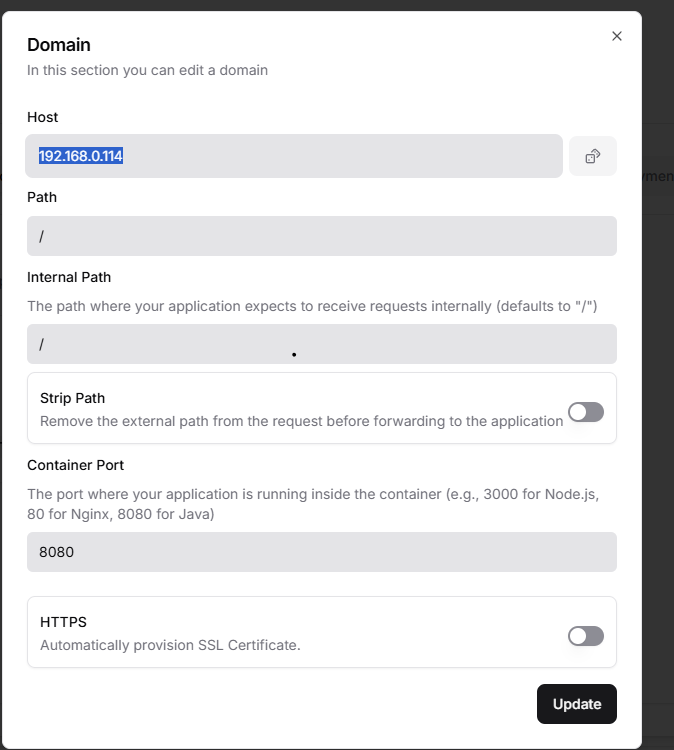 Domain
In this section you can edit a domain
Host
192.168.0.114
Path
/
Internal Path
The path where your application expects to receive requests internally (defaults to "/")
/
Strip Path
Remove the external path from the request before forwarding to the application
Container Port
The port where your application is running inside the container (e.g., 3000 for Node.js,
80 for Nginx, 8080 for Java)
8080
HTTPS
Automatically provision SSL Certificate.
Update